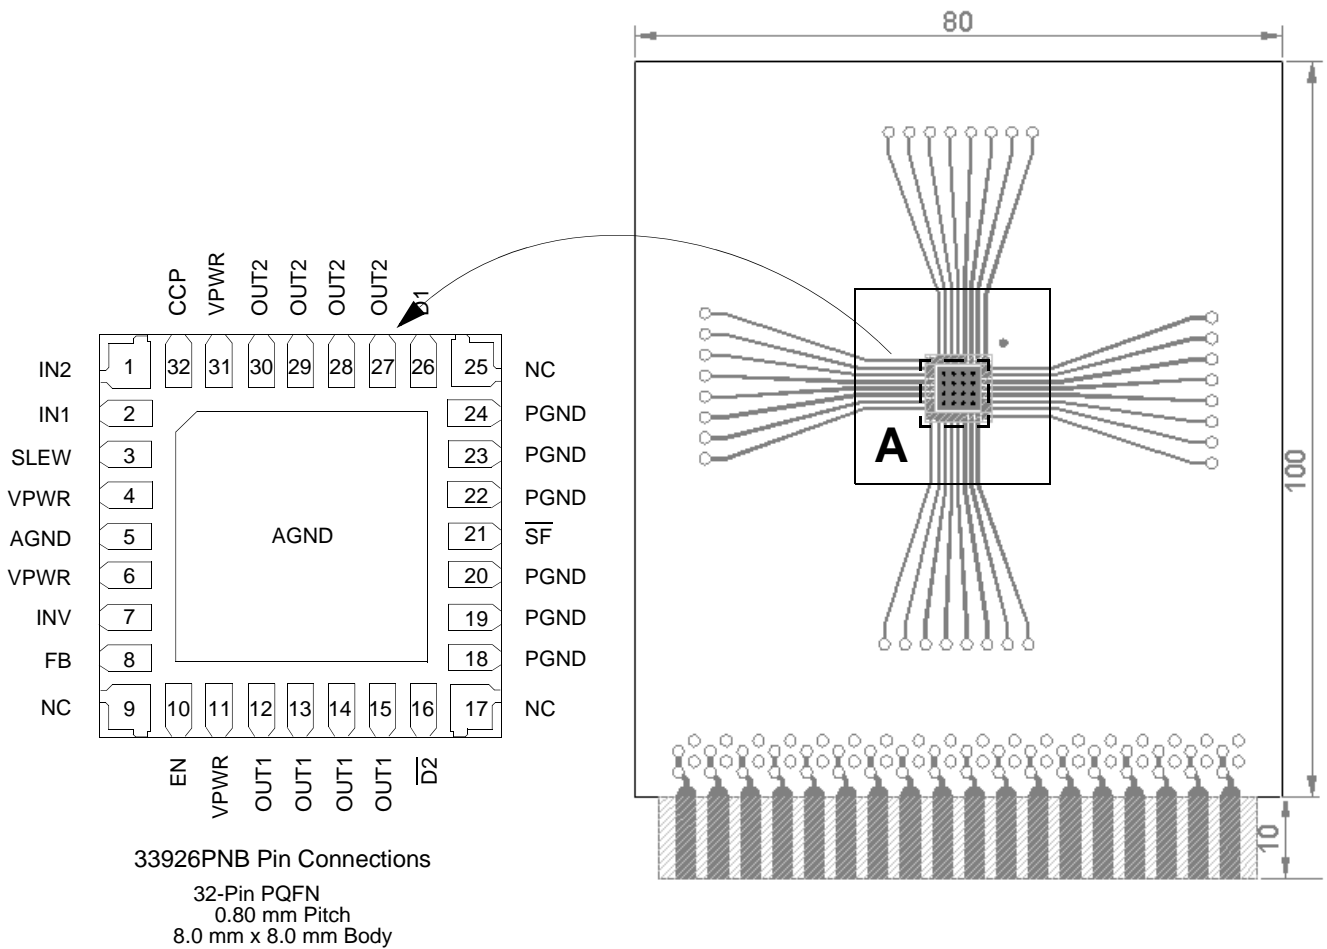 80
100
10
A
CCP
VPWR
OUT2
OUT2
OUT2
OUT2
D1
1
32
31
30
29
28
27
26
25
IN2
NC
IN1
2
24
PGND
SLEW
3
23
PGND
VPWR
4
22
PGND
AGND
5
AGND
21
SF
VPWR
6
20
PGND
INV
7
19
PGND
FB
8
18
PGND
NC
9
10
11
12
13
14
15
16
17
NC
EN
VPWR
OUT1
OUT1
OUT1
OUT1
D2
33926PNB Pin Connections
32-Pin PQFN
0.80 mm Pitch
8.0 mm x 8.0 mm Body